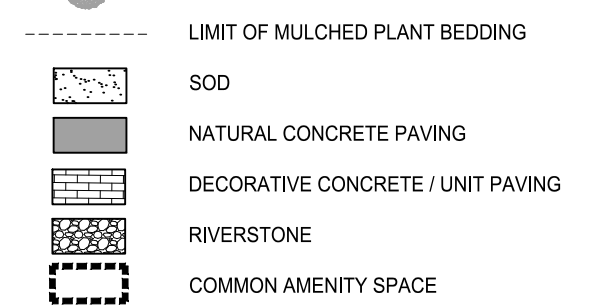 LIMIT OF MULCHED PLANT BEDDING
SOD
NATURAL CONCRETE PAVING
DECORATIVE CONCRETE / UNIT PAVING
RIVERSTONE
COMMON AMENITY SPACE